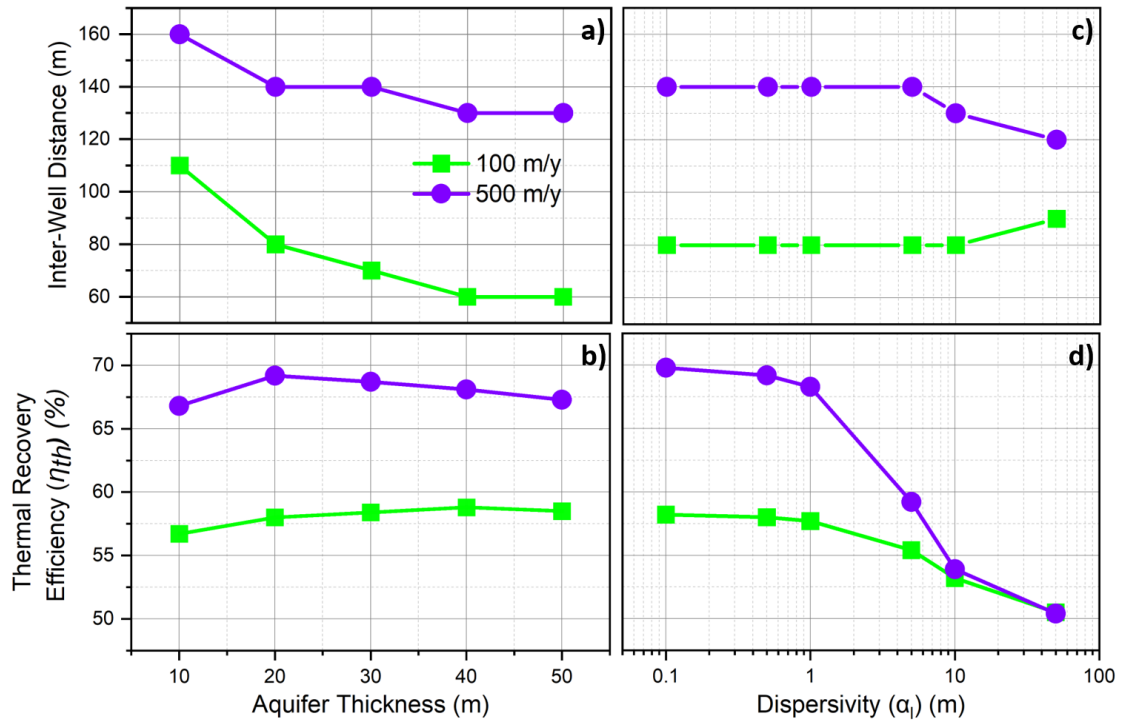 a)
160
140
120
100
80
60
Inter-Well Distance (m)
100 m/y
500 m/y
c)
b)
70
65
60
55
50
Thermal Recovery
Efficiency (ηth) (%)
10 20 30 40 50
Aquifer Thickness (m)
d)
0.1 1 10 100
Dispersivity (αl) (m)